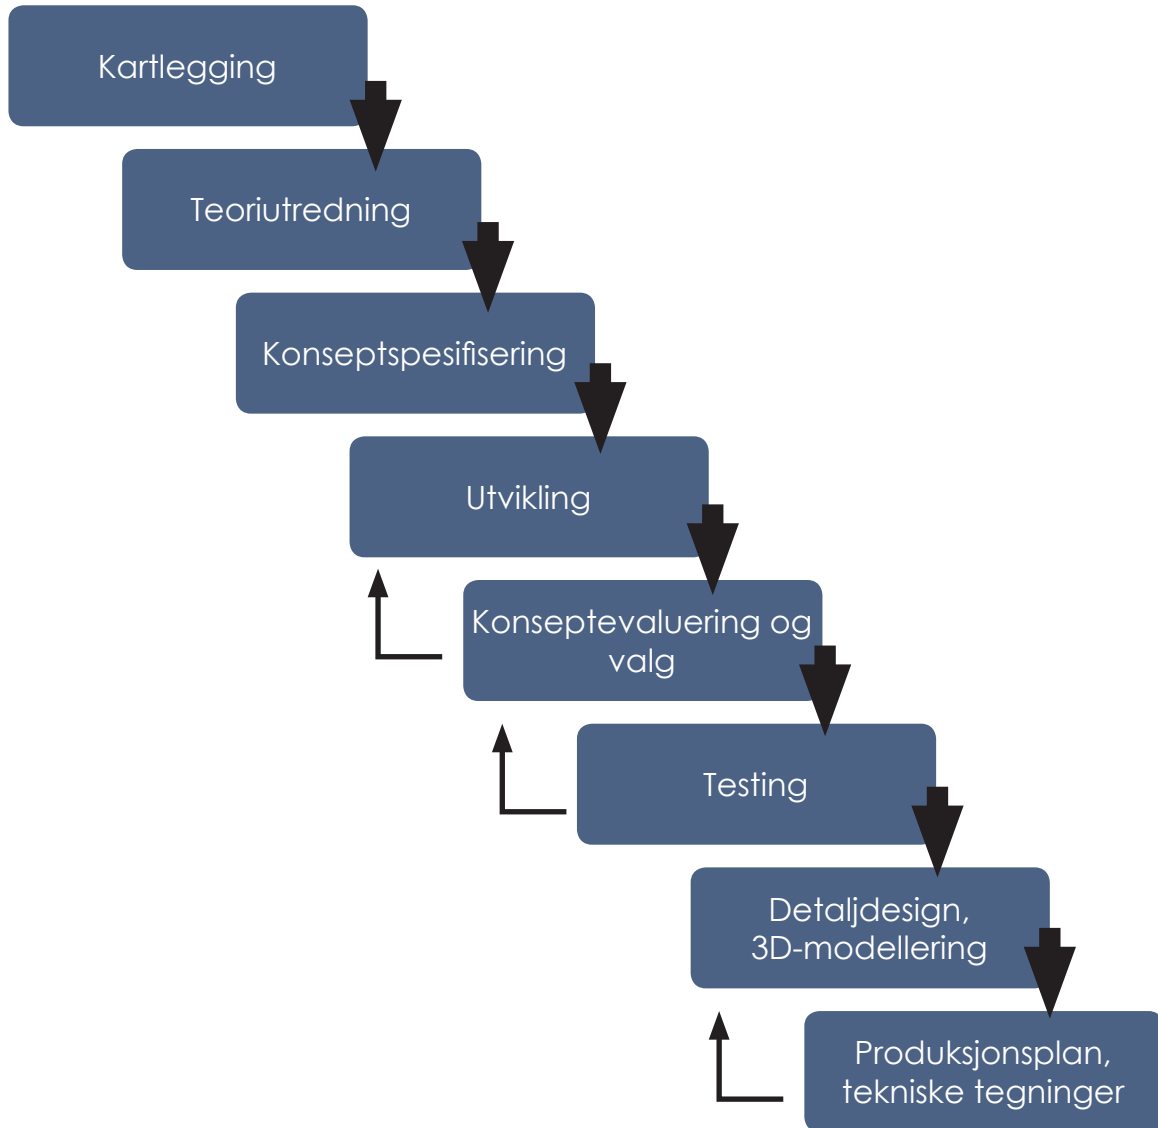 Kartlegging
Teoriutredning
Konseptspesifisering
Utvikling
Konseptevaluering og
valg
Testing
Detaljdesign,
3D-modellering
Produksjonsplan,
tekniske tegninger